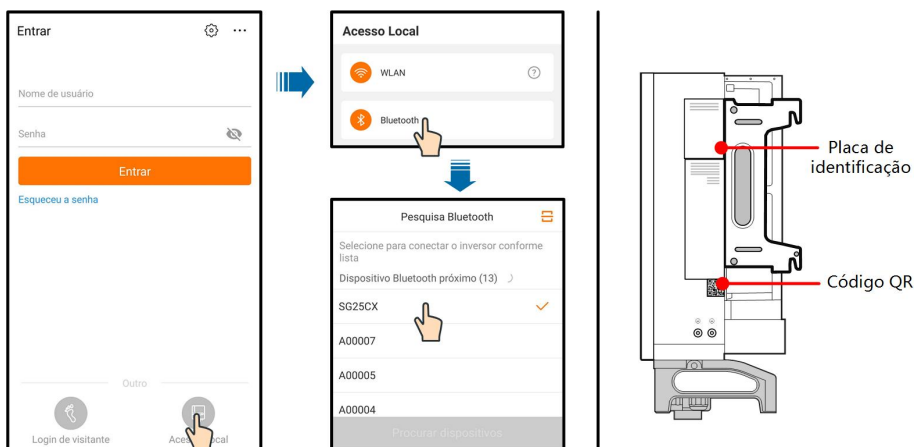 Entrar
Nome de usuário
Senha
Entrar
Esqueceu a senha
Outro
Login de visitante
Acesso Local
Acesso Local
WLAN
?
Bluetooth
Pesquisa Bluetooth
Selecione para conectar o inversor conforme
lista
Dispositivo Bluetooth próximo (13)
SG25CX
A00007
A00005
A00004
Procurar dispositivos
Placa de
identificação
Código QR